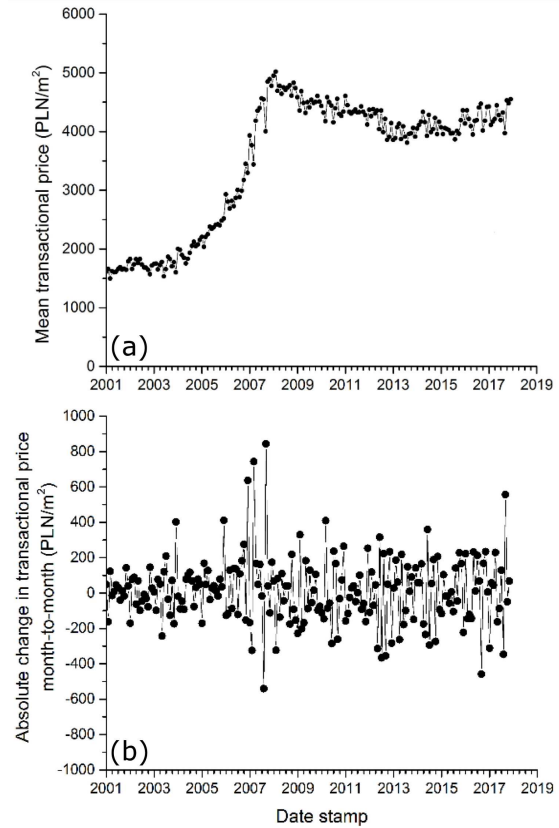 6000
5000
4000
3000
2000
1000
0
Mean transactional price (PLN/m²)
(a)
2001 2003 2005 2007 2009 2011 2013 2015 2017 2019
1000
800
600
400
200
0
-200
-400
-600
-800
-1000
Absolute change in transactional price
month-to-month (PLN/m²)
(b)
2001 2003 2005 2007 2009 2011 2013 2015 2017 2019
Date stamp